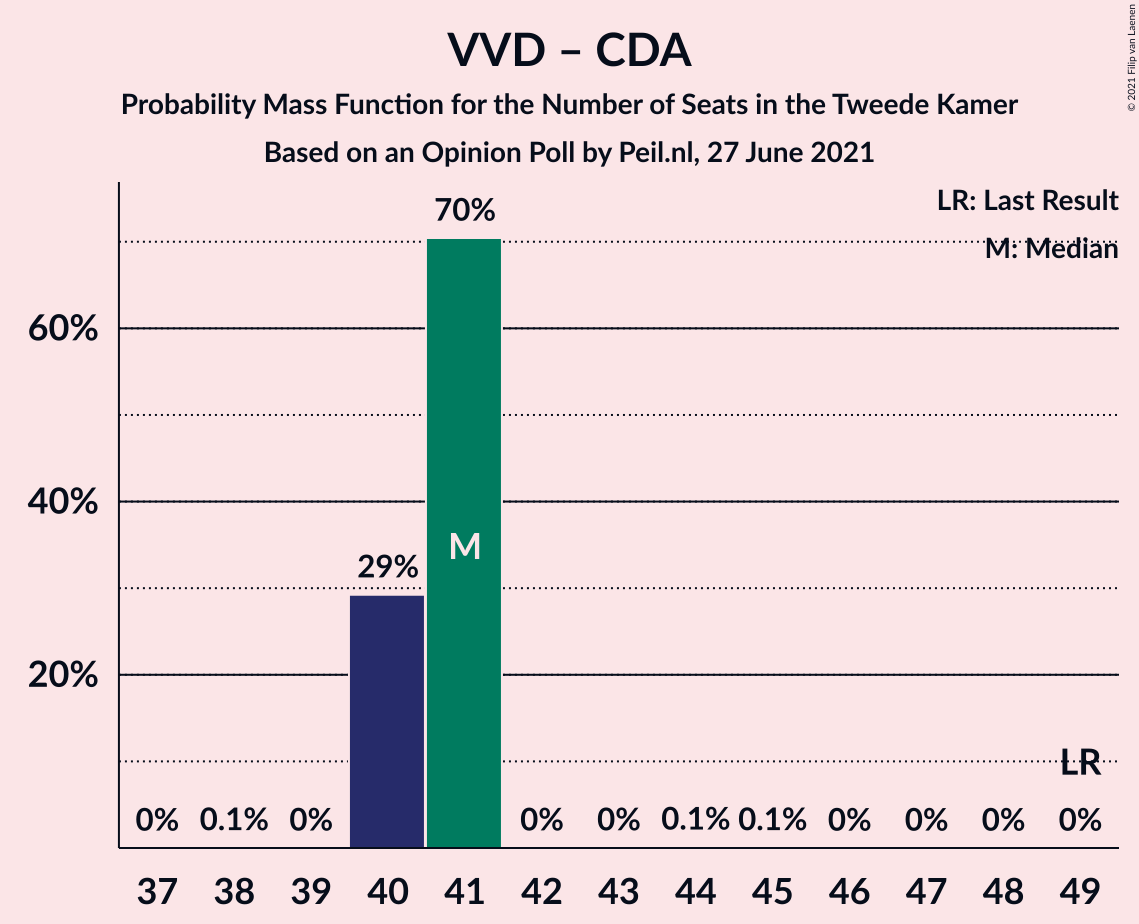 VVD – CDA
Probability Mass Function for the Number of Seats in the Tweede Kamer
Based on an Opinion Poll by Peil.nl, 27 June 2021
© 2021 Filip van Laenen
LR: Last Result
M: Median
70%
60%
40%
29%
M
20%
LR
0% 0.1% 0% 0% 0% 0.1% 0.1% 0% 0% 0% 0%
37 38 39 40 41 42 43 44 45 46 47 48 49